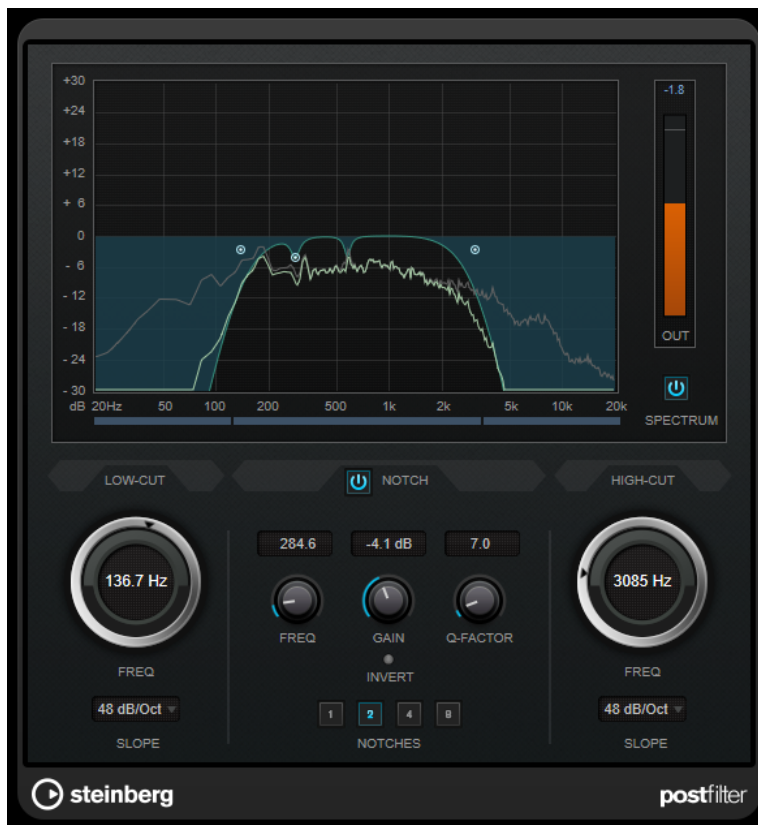 +30
-1.8
+24
+18
+12
+ 6
0
- 6
- 12
- 18
- 24
- 30
OUT
dB 20Hz 50 100 200 500 1k 2k 5k 10k 20k
SPECTRUM
LOW-CUT NOTCH HIGH-CUT
284.6 -4.1 dB 7.0
136.7 Hz 3085 Hz
FREQ GAIN Q-FACTOR
INVERT
FREQ FREQ
48 dB/Oct 1 2 4 8 48 dB/Oct
SLOPE NOTCHES SLOPE
steinberg postfilter